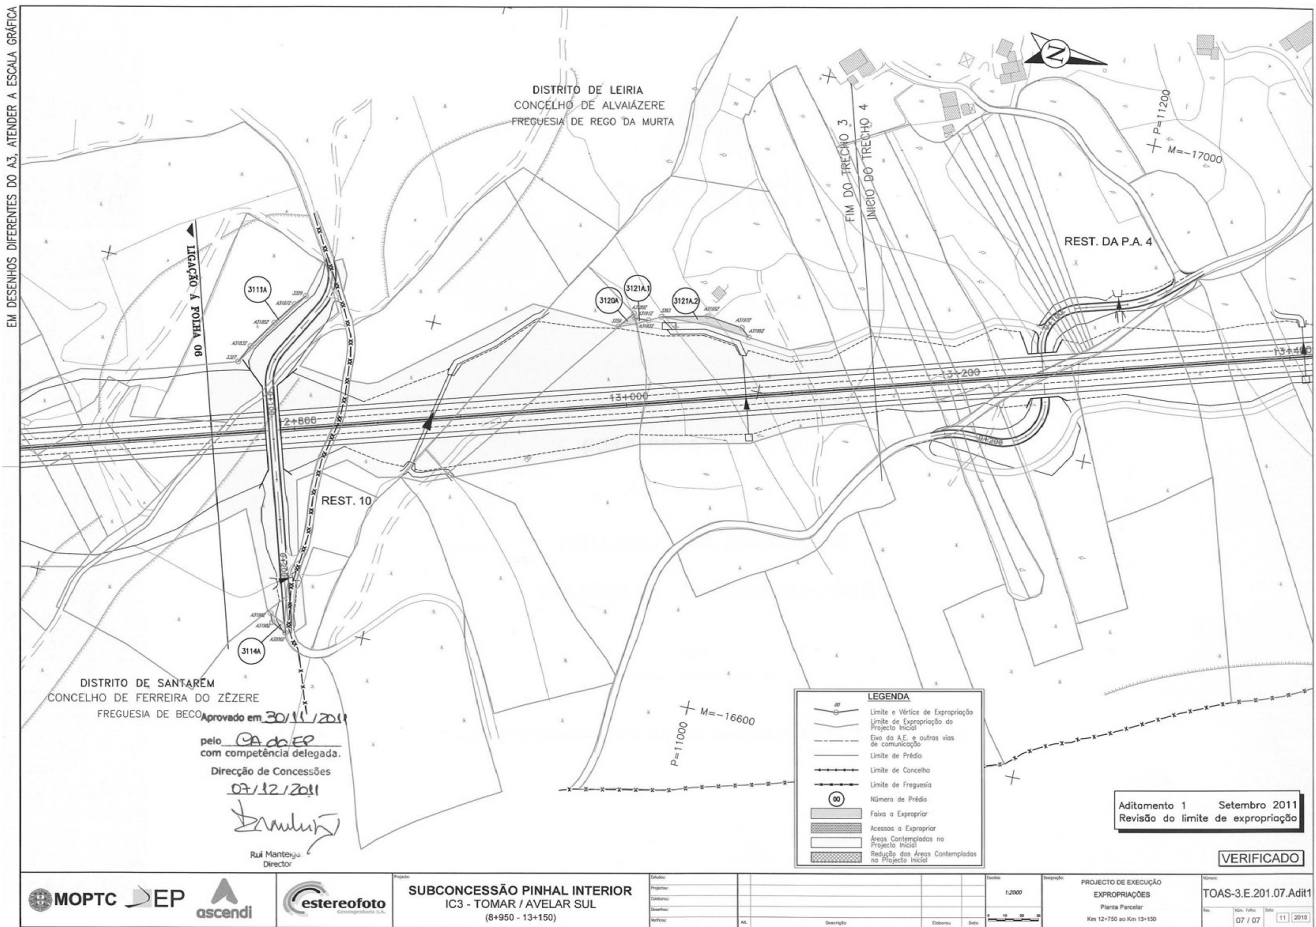 EM DESENHOS DIFERENTES DO A3, ATENDER A ESCALA GRÁFICA
DISTRITO DE LEIRIA
CONCELHO DE ALVAIÁZERE
FREGUESIA DE REGO DA MURTA
N
FIM DO TRECHO 3
INICIO DO TRECHO 4
P=11200
M=-17000
REST. DA P.A. 4
LIGAÇÃO À FOLHA 06
3111A
3120A
3121A.1
3121A.2
13+000
13+200
2+800
REST. 10
3114A
DISTRITO DE SANTARÉM
CONCELHO DE FERREIRA DO ZÊZERE
FREGUESIA DE BECO
Aprovado em 30/11/2011
pelo CA da EP
com competência delegada.
Direcção de Concessões
07/12/2011
Rui Manteigas
Director
P=11000
M=-16600
LEGENDA
Limite e Vértice de Expropriação
Limite de Expropriação do
Projecto Inicial
Eixo da A.E. e outras vias
de comunicação
Limite de Prédio
Limite de Concelho
Limite de Freguesia
00
Número de Prédio
Faixa a Expropriar
Acessos a Expropriar
Áreas Contempladas no
Projecto Inicial
Redução das Áreas Contempladas
no Projecto Inicial
Aditamento 1 Setembro 2011
Revisão do limite de expropriação
VERIFICADO
MOPTC
EP
ascendi
estereofoto
SUBCONCESSÃO PINHAL INTERIOR
IC3 - TOMAR / AVELAR SUL
(8+950 - 13+150)
Descrição
1:2000
PROJECTO DE EXECUÇÃO
EXPROPRIAÇÕES
Planta Parcelar
Km 12+750 ao Km 13+150
TOAS-3.E.201.07.Adit1
07 / 07